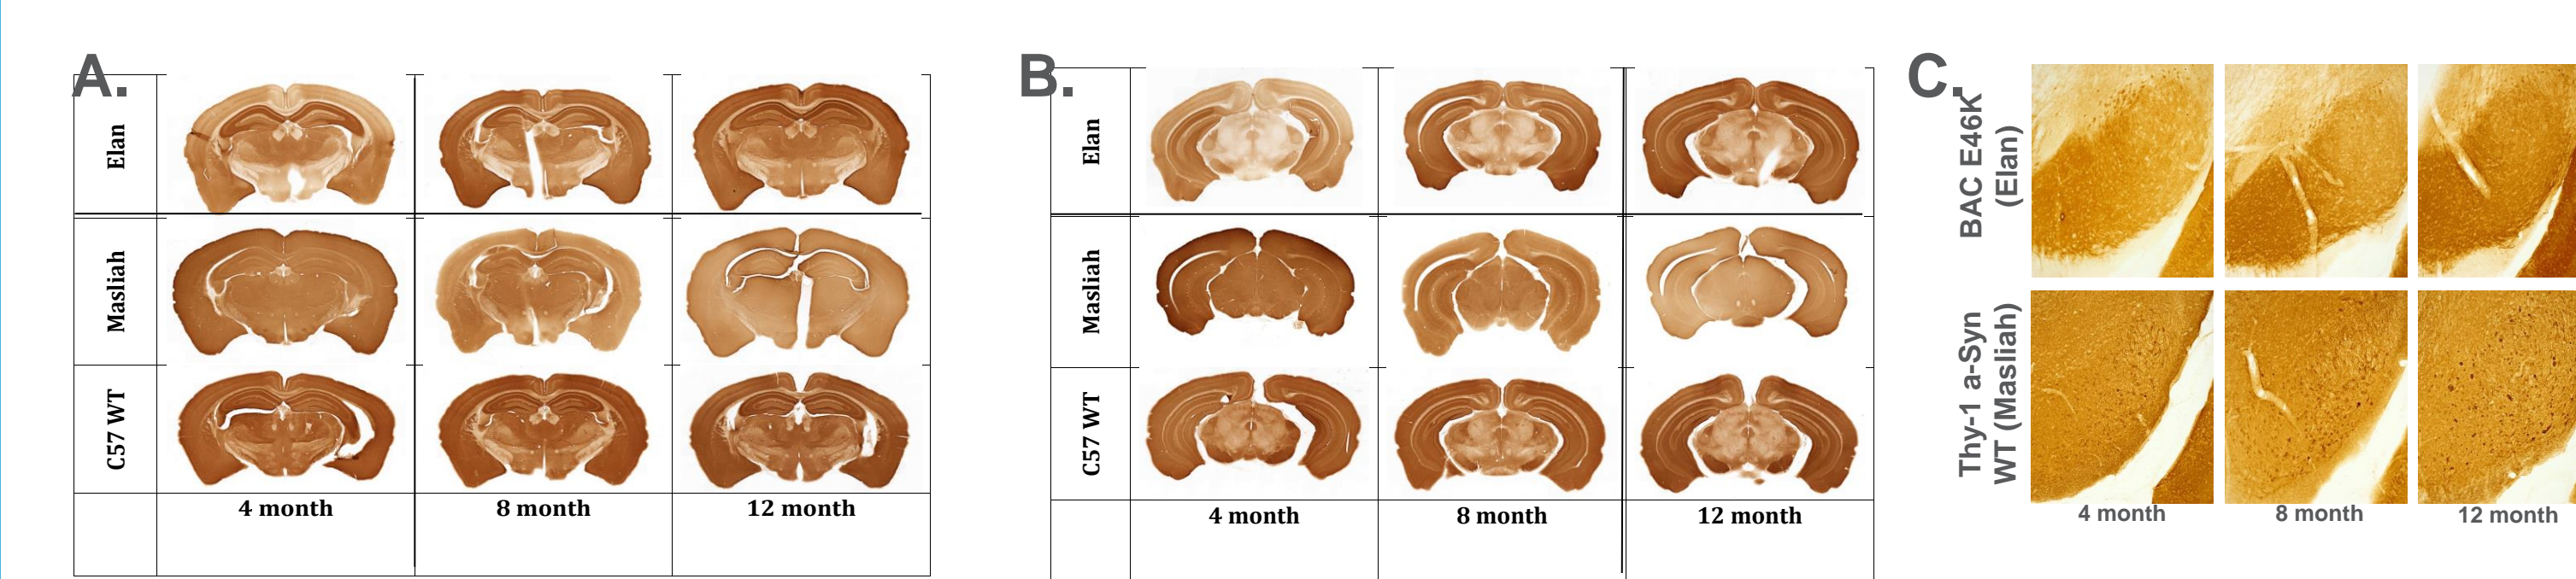 A.
Elan
Masliah
C57 WT
4 month 8 month 12 month
B.
Elan
Masliah
C57 WT
4 month 8 month 12 month
C.
BAC E46K
(Elan)
Thy-1 a-Syn
WT (Masliah)
4 month 8 month 12 month